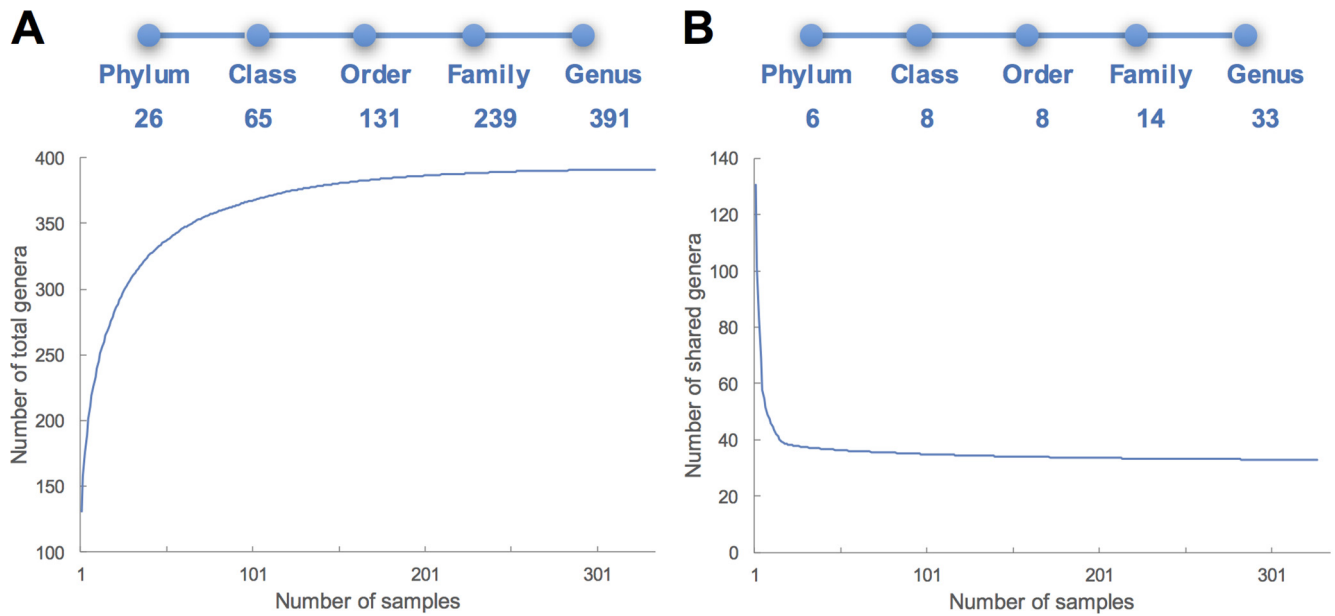 A
Phylum Class Order Family Genus
26 65 131 239 391
400
350
300
250
200
150
100
1 101 201 301
Number of total genera
Number of samples
B
Phylum Class Order Family Genus
6 8 8 14 33
140
120
100
80
60
40
20
0
1 101 201 301
Number of shared genera
Number of samples